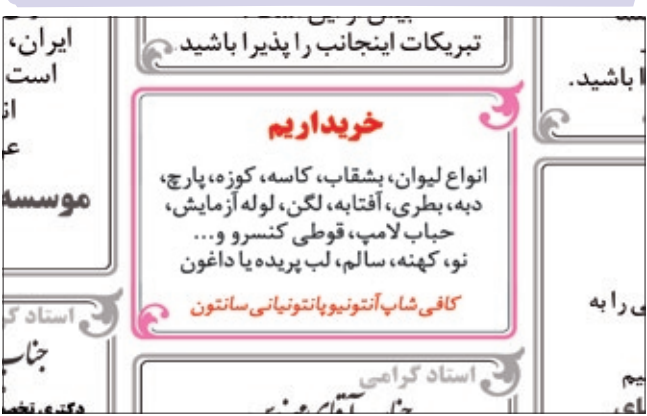 تبریکات اینجانب را پذیرا باشید.
ایران،
است
ا باشید.
خریداریم
انواع لیوان، بشقاب، کاسه، کوزه، پارچ،
دبه، بطری، آفتابه، لگن، لوله آزمایش،
حباب لامپ، قوطی کنسرو و...
نو، کهنه، سالم، لب پریده یا داغون
کافی شاپ آنتونیو پانتونیانی سانتون
موسسه
ی را به
استاد گرامی
جناب آقای